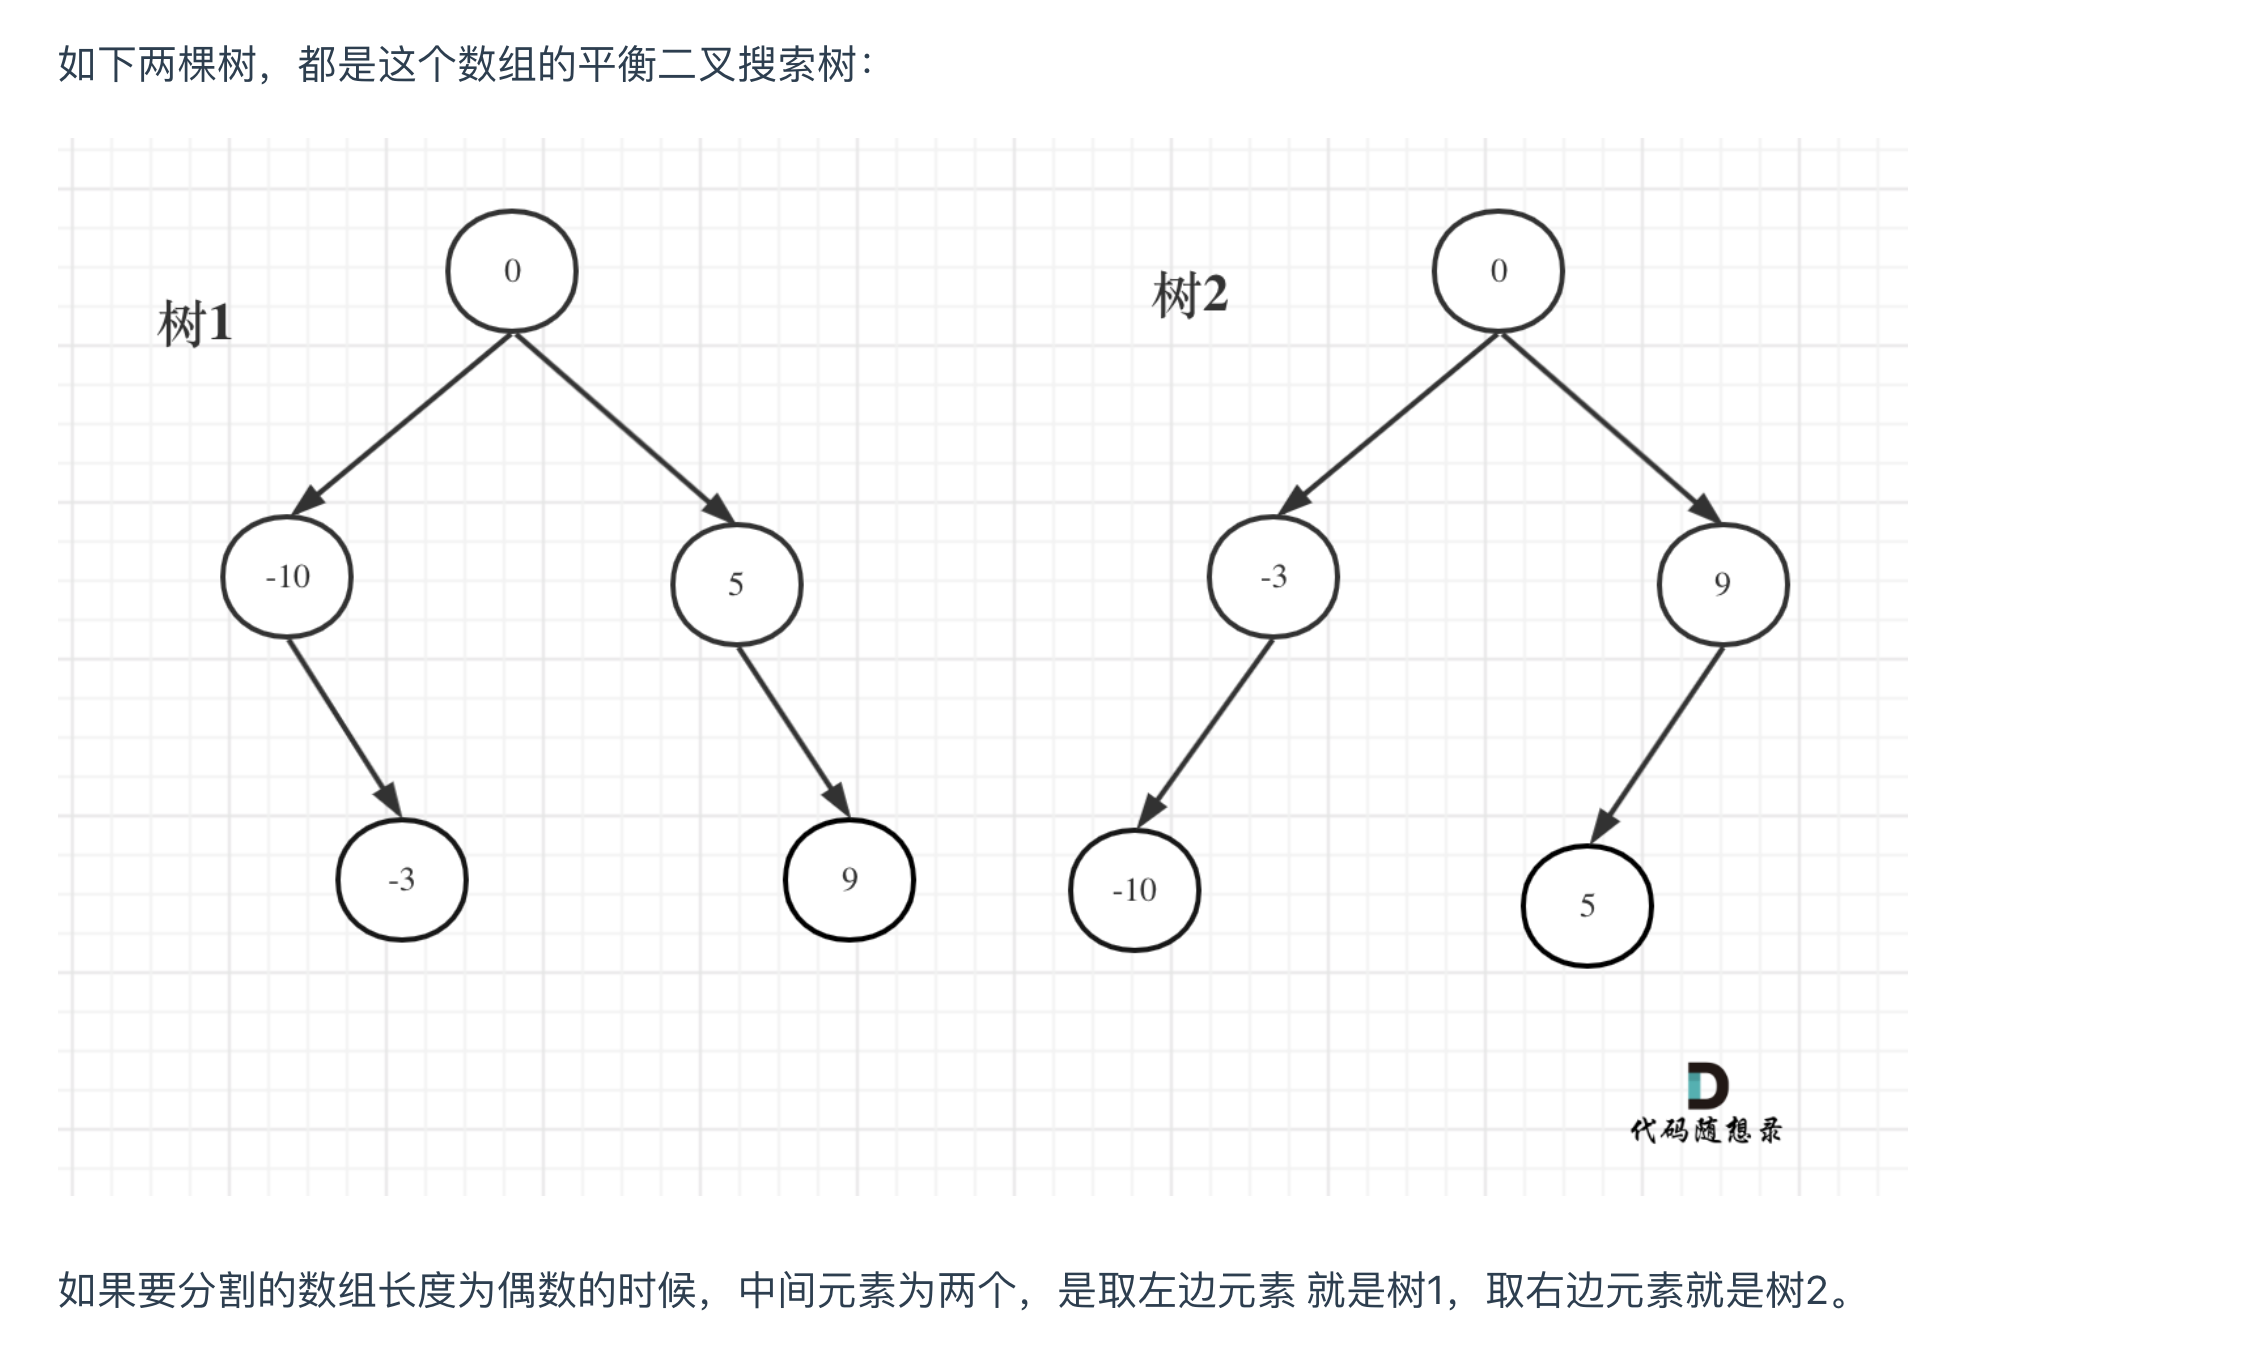 如下两棵树，都是这个数组的平衡二叉搜索树：
0
0
树1
树2
-10
5
-3
9
-3
9
-10
5
D
代码随想录
如果要分割的数组长度为偶数的时候，中间元素为两个，是取左边元素 就是树1，取右边元素就是树2。